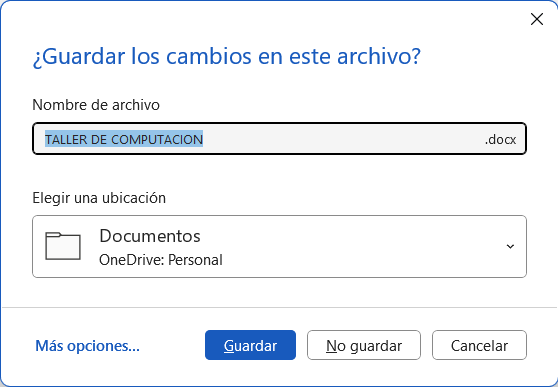 ¿Guardar los cambios en este archivo?
Nombre de archivo
TALLER DE COMPUTACION .docx
Elegir una ubicación
Documentos
OneDrive: Personal
Más opciones... Guardar No guardar Cancelar